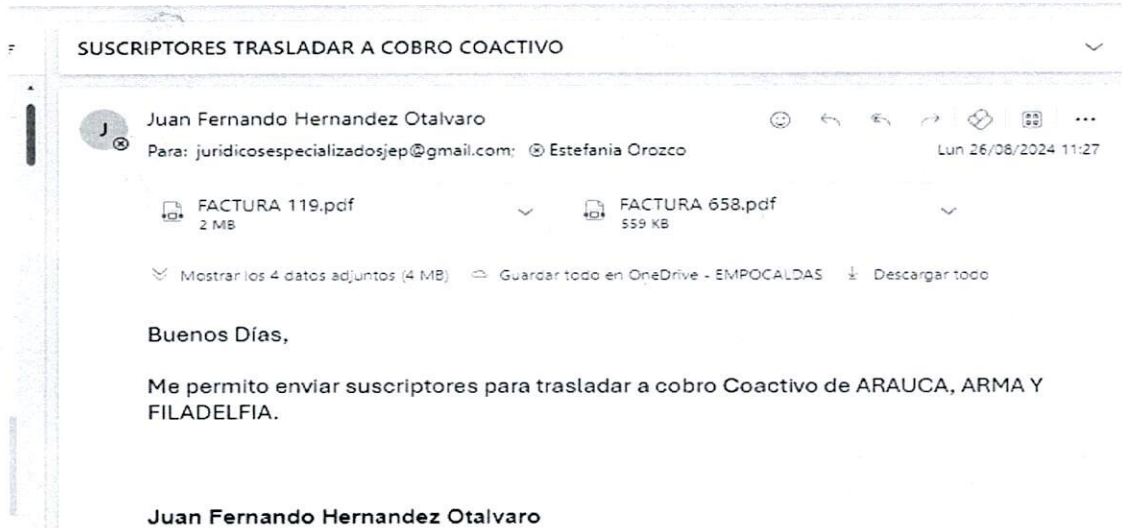 SUSCRIPTORES TRASLADAR A COBRO COACTIVO
J
Juan Fernando Hernandez Otalvaro
Para: juridicosespecializadosjep@gmail.com; Estefania Orozco
Lun 26/08/2024 11:27
FACTURA 119.pdf
2 MB
FACTURA 658.pdf
559 KB
Mostrar los 4 datos adjuntos (4 MB) Guardar todo en OneDrive - EMPOCALDAS Descargar todo
Buenos Días,
Me permito enviar suscriptores para trasladar a cobro Coactivo de ARAUCA, ARMA Y
FILADELFIA.
Juan Fernando Hernandez Otalvaro